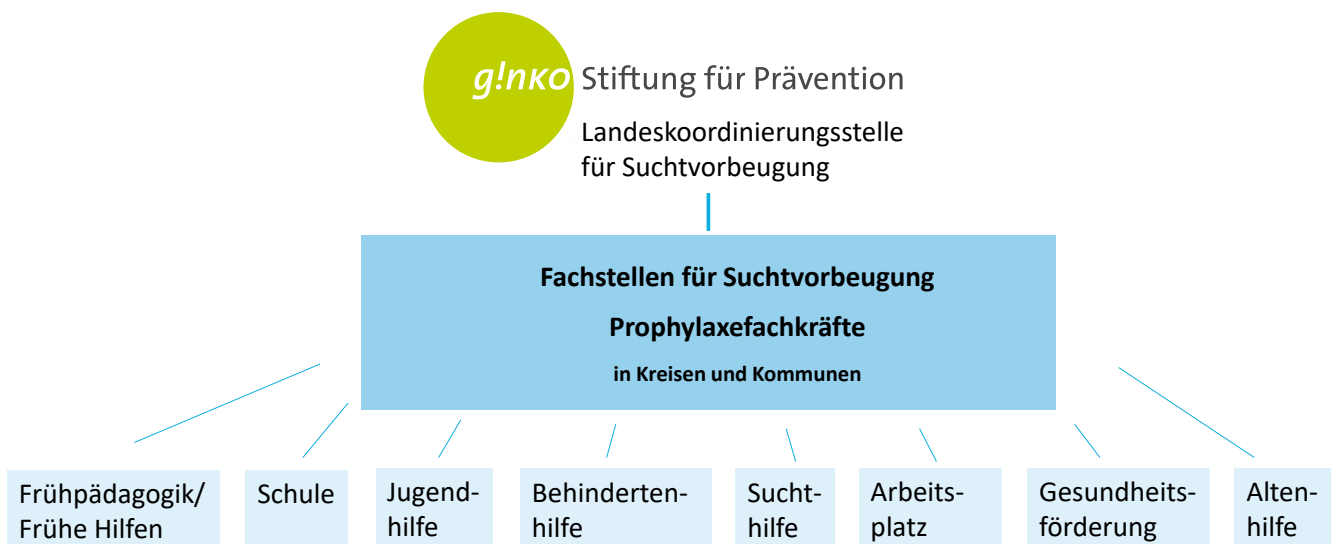 g!nko Stiftung für Prävention
Landeskoordinierungsstelle
für Suchtvorbeugung
Fachstellen für Suchtvorbeugung
Prophylaxefachkräfte
in Kreisen und Kommunen
Frühpädagogik/
Frühe Hilfen
Schule
Jugend-
hilfe
Behinderten-
hilfe
Sucht-
hilfe
Arbeits-
platz
Gesundheits-
förderung
Alten-
hilfe